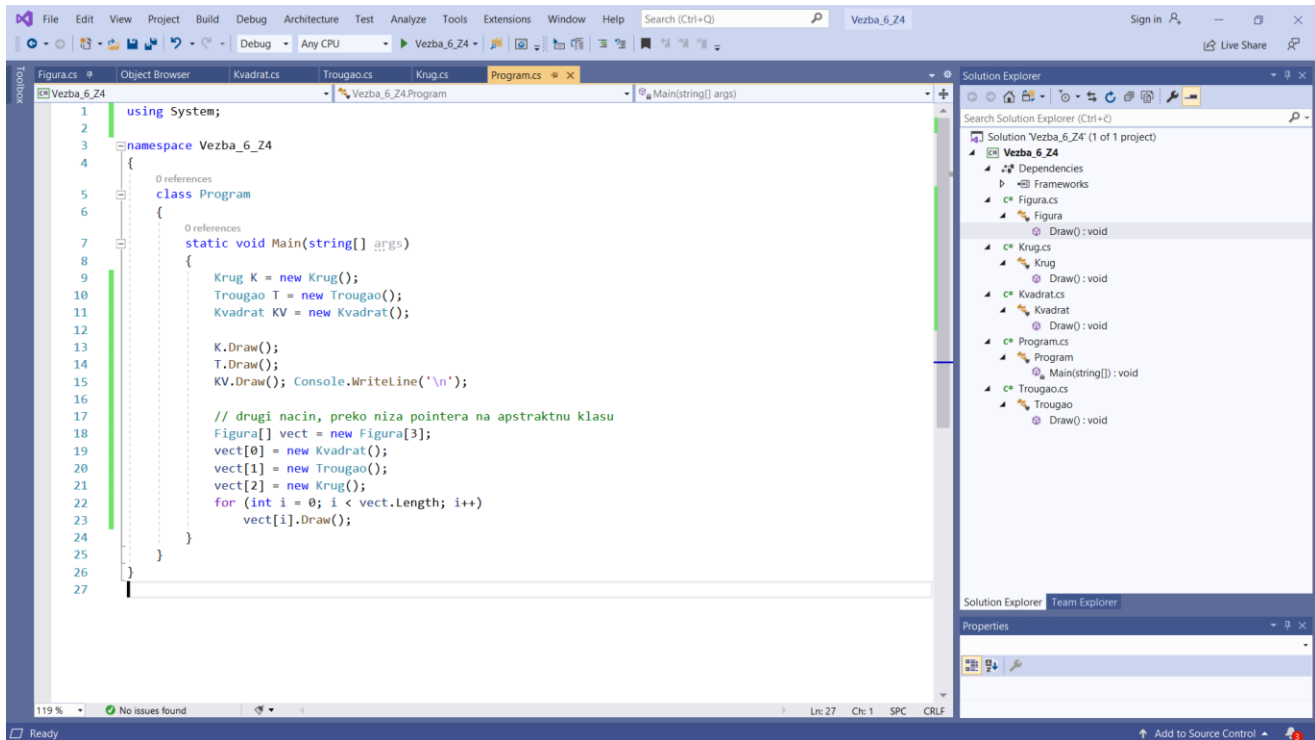 File Edit View Project Build Debug Architecture Test Analyze Tools Extensions Window Help Search (Ctrl+Q) Vezba_6_Z4 Sign in
Debug Any CPU Vezba_6_Z4 Live Share
Toolbox
Figura.cs Object Browser Kvadrat.cs Trougao.cs Krug.cs Program.cs
Vezba_6_Z4 Vezba_6_Z4.Program Main(string[] args)
1 using System;
2
3 namespace Vezba_6_Z4
4 {
0 references
5 class Program
6 {
0 references
7 static void Main(string[] args)
8 {
9 Krug K = new Krug();
10 Trougao T = new Trougao();
11 Kvadrat KV = new Kvadrat();
12
13 K.Draw();
14 T.Draw();
15 KV.Draw(); Console.WriteLine('\n');
16
17 // drugi nacin, preko niza pointera na apstraktnu klasu
18 Figura[] vect = new Figura[3];
19 vect[0] = new Kvadrat();
20 vect[1] = new Trougao();
21 vect[2] = new Krug();
22 for (int i = 0; i < vect.Length; i++)
23 vect[i].Draw();
24 }
25 }
26 }
27
119 % No issues found Ln: 27 Ch: 1 SPC CRLF
Solution Explorer
Search Solution Explorer (Ctrl+č)
Solution 'Vezba_6_Z4' (1 of 1 project)
C# Vezba_6_Z4
Dependencies
Frameworks
C# Figura.cs
Figura
Draw() : void
C# Krug.cs
Krug
Draw() : void
C# Kvadrat.cs
Kvadrat
Draw() : void
C# Program.cs
Program
Main(string[]) : void
C# Trougao.cs
Trougao
Draw() : void
Solution Explorer Team Explorer
Properties
Ready Add to Source Control 3